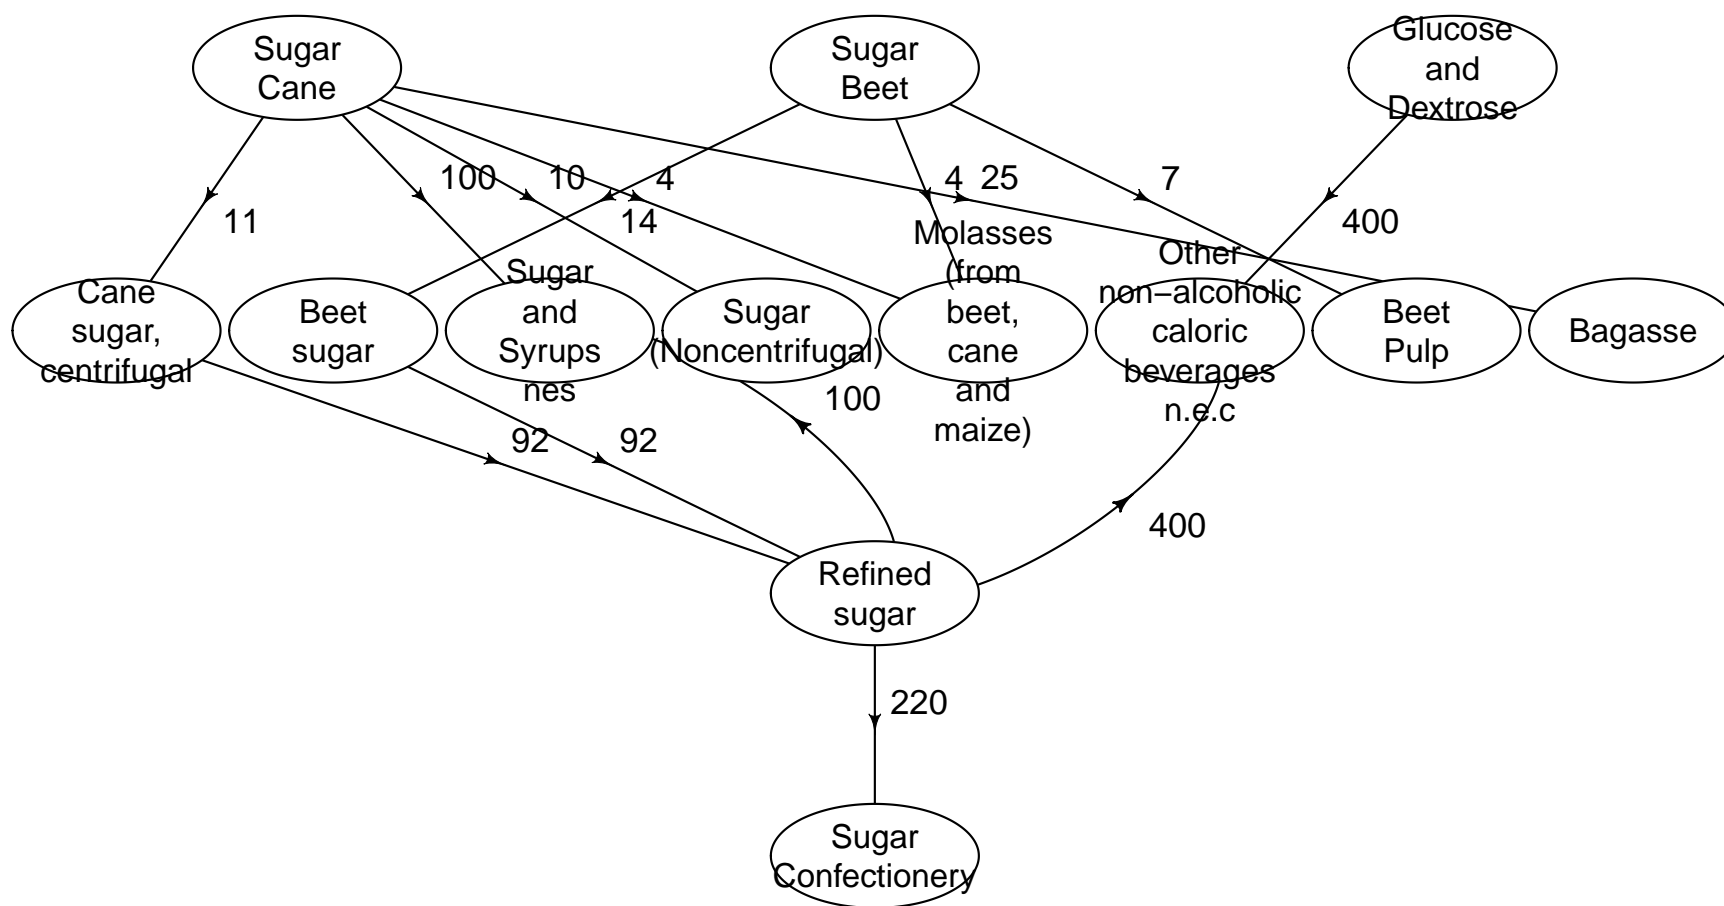 Sugar
Cane
Sugar
Beet
Glucose
and
Dextrose
100
10
4
4
25
7
11
14
400
Cane
sugar,
centrifugal
Beet
sugar
Sugar
and
Syrups
nes
Sugar
(Noncentrifugal)
Molasses
(from
beet,
cane
and
maize)
Other
non−alcoholic
caloric
beverages
n.e.c
Beet
Pulp
Bagasse
100
92
92
400
Refined
sugar
220
Sugar
Confectionery